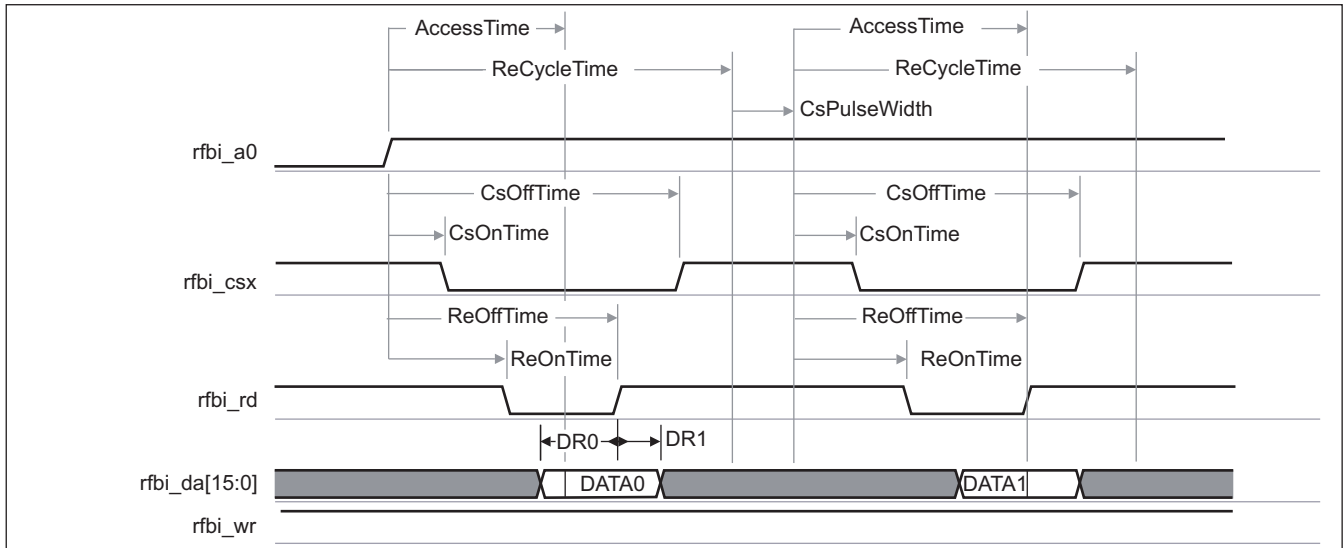 AccessTime AccessTime
ReCycleTime ReCycleTime
CsPulseWidth
rfbi_a0
CsOffTime CsOffTime
CsOnTime CsOnTime
rfbi_csx
ReOffTime ReOffTime
ReOnTime ReOnTime
rfbi_rd
DR0 DR1
rfbi_da[15:0] DATA0 DATA1
rfbi_wr